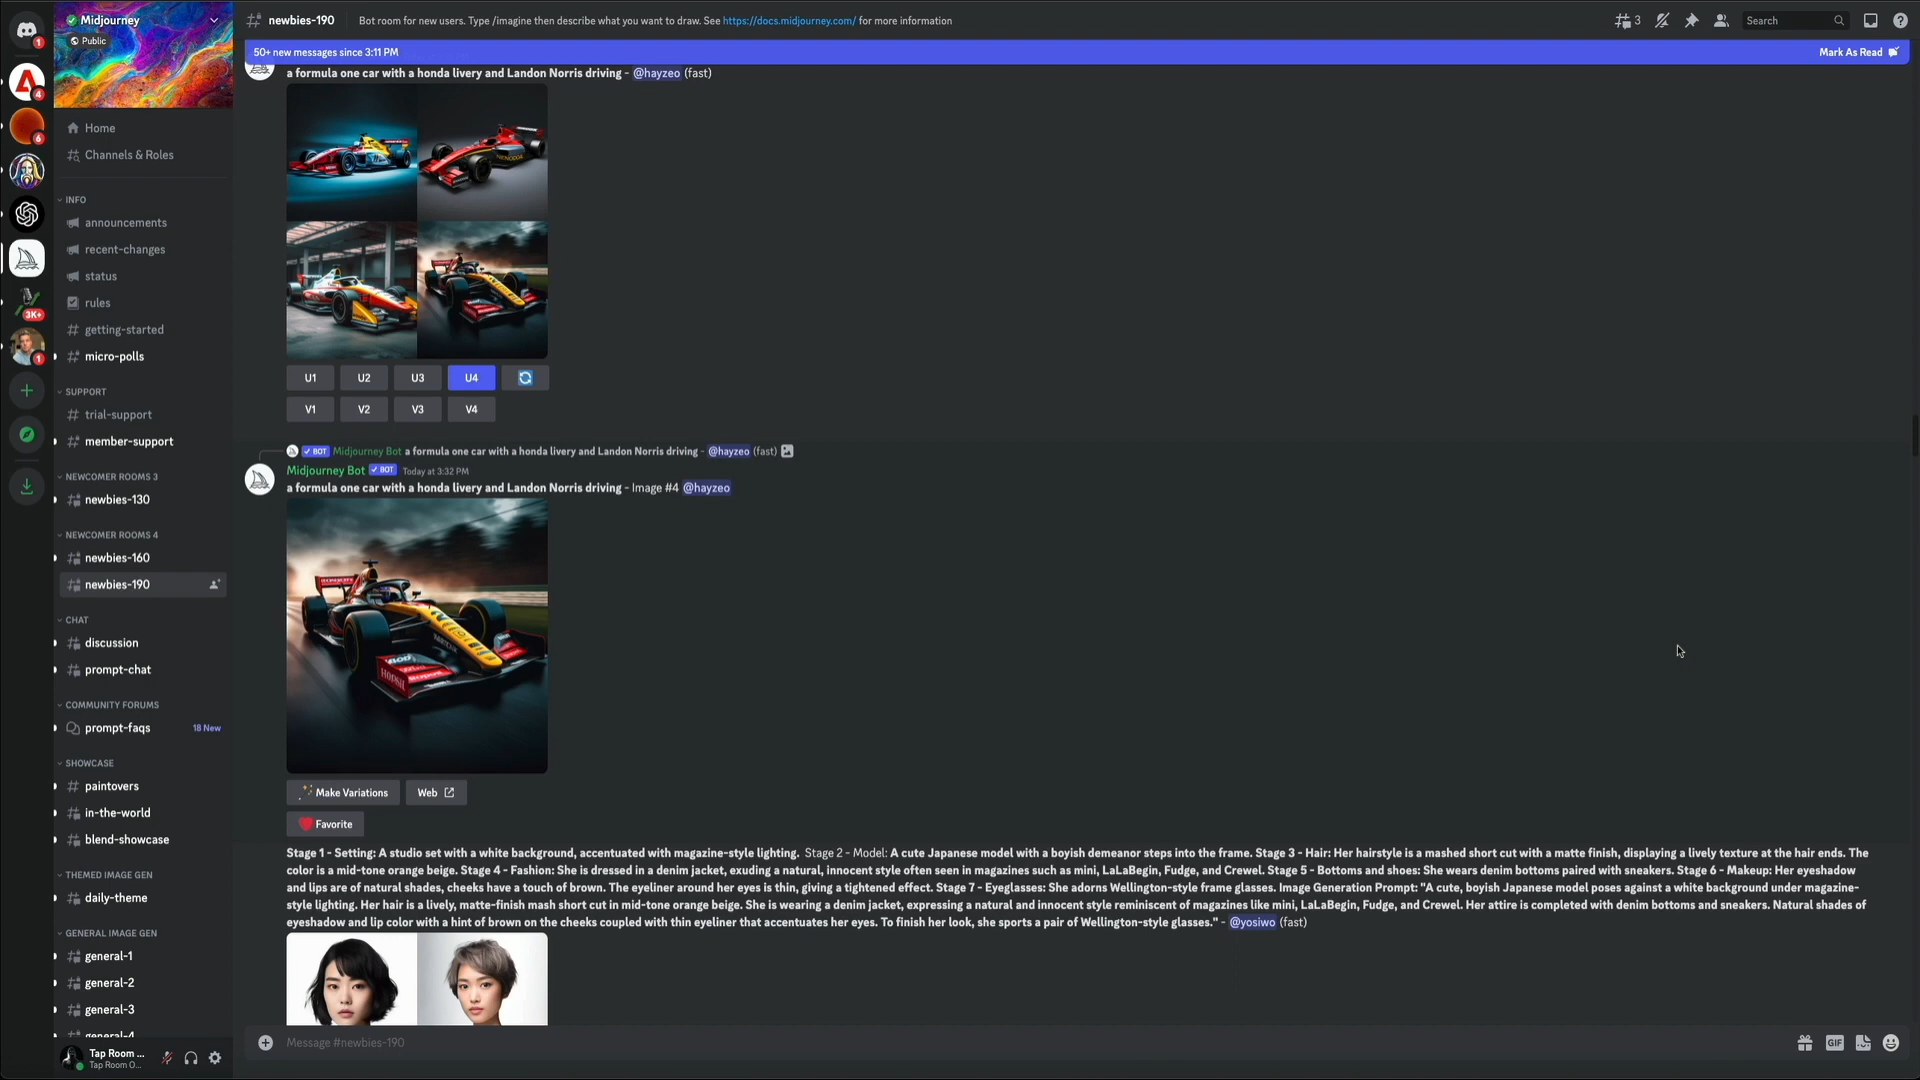 Midjourney
Public
1
4
6
3K+
1
Home
Channels & Roles
INFO
announcements
recent-changes
status
rules
getting-started
micro-polls
SUPPORT
trial-support
member-support
NEWCOMER ROOMS 3
newbies-130
NEWCOMER ROOMS 4
newbies-160
newbies-190
CHAT
discussion
prompt-chat
COMMUNITY FORUMS
prompt-faqs 18 New
SHOWCASE
paintovers
in-the-world
blend-showcase
THEMED IMAGE GEN
daily-theme
GENERAL IMAGE GEN
general-1
general-2
general-3
general-4
Tap Room ...
Tap Room O...
newbies-190 Bot room for new users. Type /imagine then describe what you want to draw. See https://docs.midjourney.com/ for more information
3
Search
50+ new messages since 3:11 PM Mark As Read
a formula one car with a honda livery and Landon Norris driving - @hayzeo (fast)
U1 U2 U3 U4
V1 V2 V3 V4
BOT Midjourney Bot a formula one car with a honda livery and Landon Norris driving - @hayzeo (fast)
Midjourney Bot BOT Today at 3:32 PM
a formula one car with a honda livery and Landon Norris driving - Image #4 @hayzeo
Make Variations Web
Favorite
Stage 1 - Setting: A studio set with a white background, accentuated with magazine-style lighting. Stage 2 - Model: A cute Japanese model with a boyish demeanor steps into the frame. Stage 3 - Hair: Her hairstyle is a mashed short cut with a matte finish, displaying a lively texture at the hair ends. The
color is a mid-tone orange beige. Stage 4 - Fashion: She is dressed in a denim jacket, exuding a natural, innocent style often seen in magazines such as mini, LaLaBegin, Fudge, and Crewel. Stage 5 - Bottoms and shoes: She wears denim bottoms paired with sneakers. Stage 6 - Makeup: Her eyeshadow
and lips are of natural shades, cheeks have a touch of brown. The eyeliner around her eyes is thin, giving a tightened effect. Stage 7 - Eyeglasses: She adorns Wellington-style frame glasses. Image Generation Prompt: "A cute, boyish Japanese model poses against a white background under magazine-
style lighting. Her hair is a lively, matte-finish mash short cut in mid-tone orange beige. She is wearing a denim jacket, expressing a natural and innocent style reminiscent of magazines like mini, LaLaBegin, Fudge, and Crewel. Her attire is completed with denim bottoms and sneakers. Natural shades of
eyeshadow and lip color with a hint of brown on the cheeks coupled with thin eyeliner that accentuates her eyes. To finish her look, she sports a pair of Wellington-style glasses." - @yosiwo (fast)
Message #newbies-190
GIF